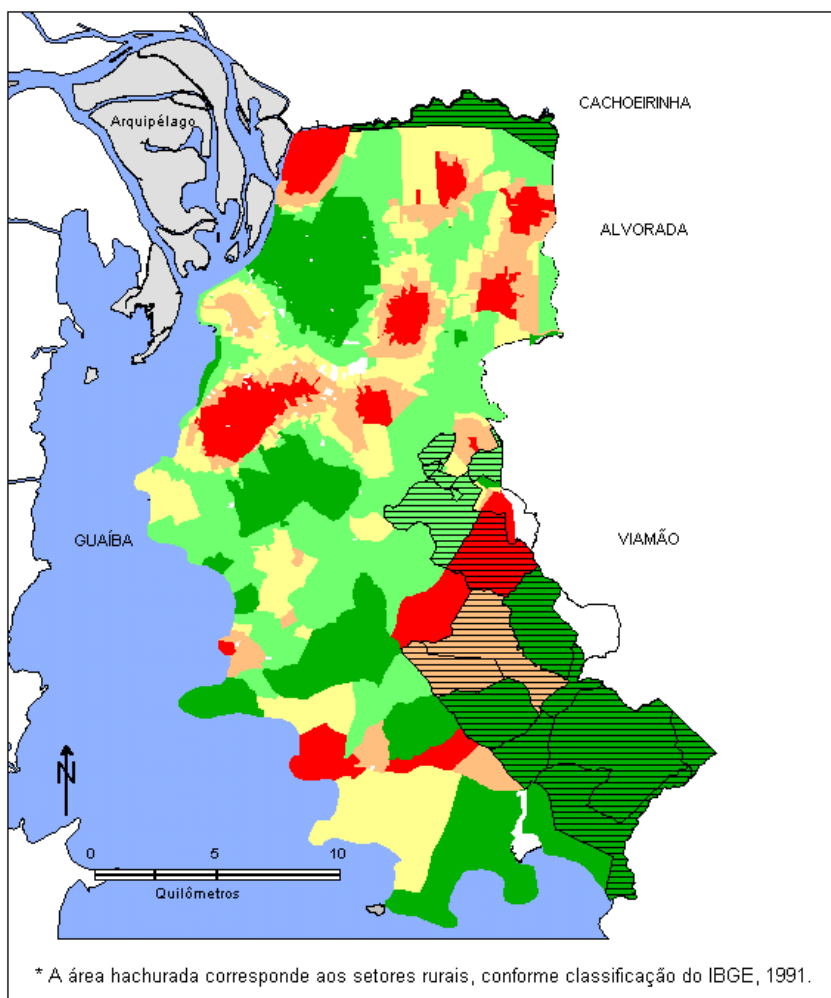 CACHOEIRINHA
Arquipélago
ALVORADA
GUAÍBA
VIAMÃO
N
0 5 10
Quilômetros
* A área hachurada corresponde aos setores rurais, conforme classificação do IBGE, 1991.